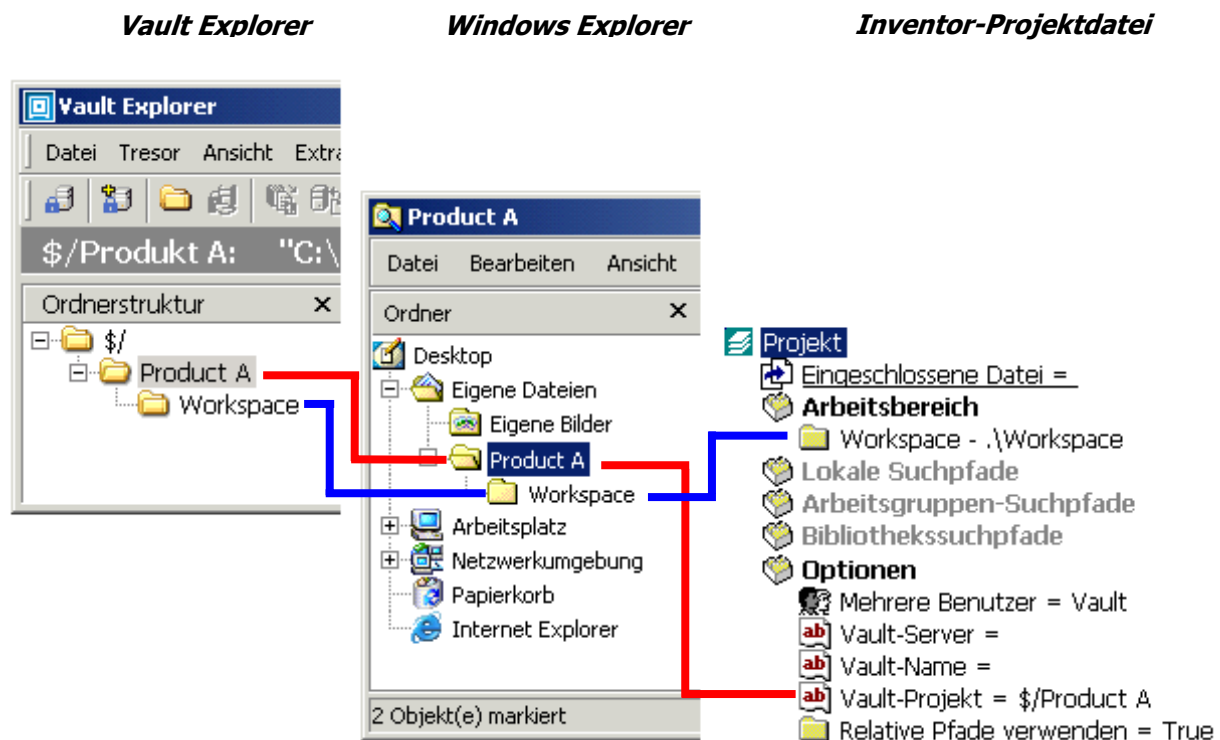 Vault Explorer
Windows Explorer
Inventor-Projektdatei
Vault Explorer
Datei Tresor Ansicht Extra
$/Produkt A: "C:\
Ordnerstruktur
$/
Product A
Workspace
Product A
Datei Bearbeiten Ansicht
Ordner
Desktop
Eigene Dateien
Eigene Bilder
Product A
Workspace
Arbeitsplatz
Netzwerkumgebung
Papierkorb
Internet Explorer
2 Objekt(e) markiert
Projekt
Eingeschlossene Datei =
Arbeitsbereich
Workspace - .\Workspace
Lokale Suchpfade
Arbeitsgruppen-Suchpfade
Bibliothekssuchpfade
Optionen
Mehrere Benutzer = Vault
Vault-Server =
Vault-Name =
Vault-Projekt = $/Product A
Relative Pfade verwenden = True